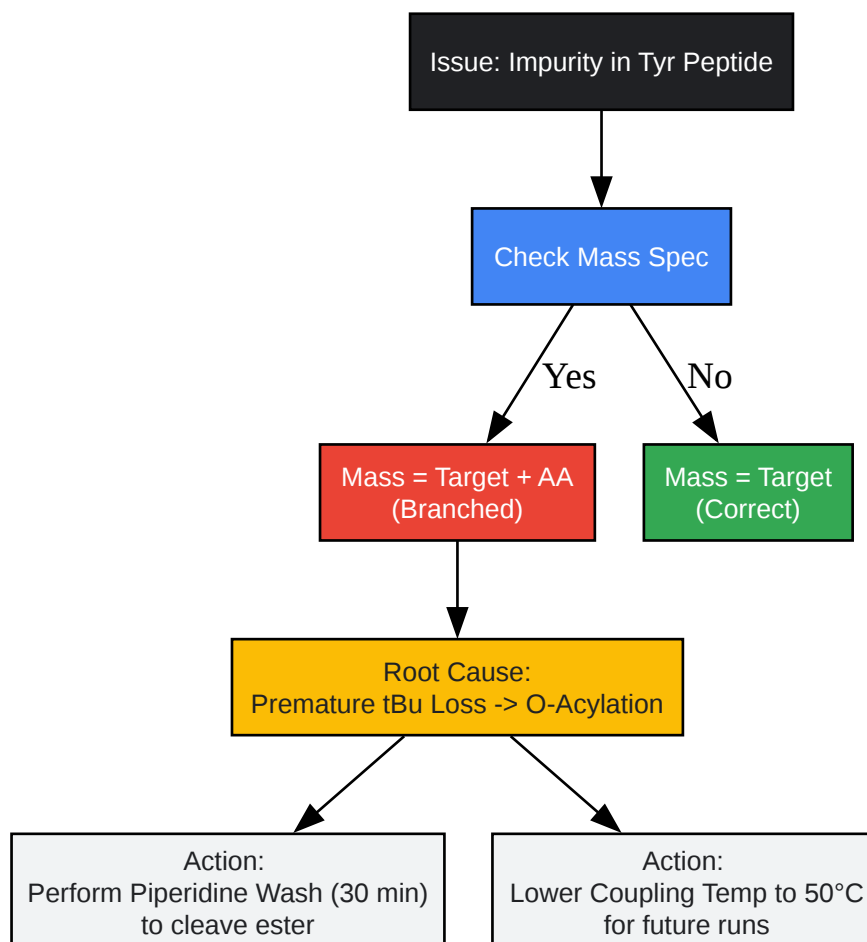 Issue: Impurity in Tyr Peptide
Check Mass Spec
Yes
No
Mass = Target + AA
(Branched)
Mass = Target
(Correct)
Root Cause:
Premature tBu Loss -> O-Acylation
Action:
Perform Piperidine Wash (30 min)
to cleave ester
Action:
Lower Coupling Temp to 50°C
for future runs